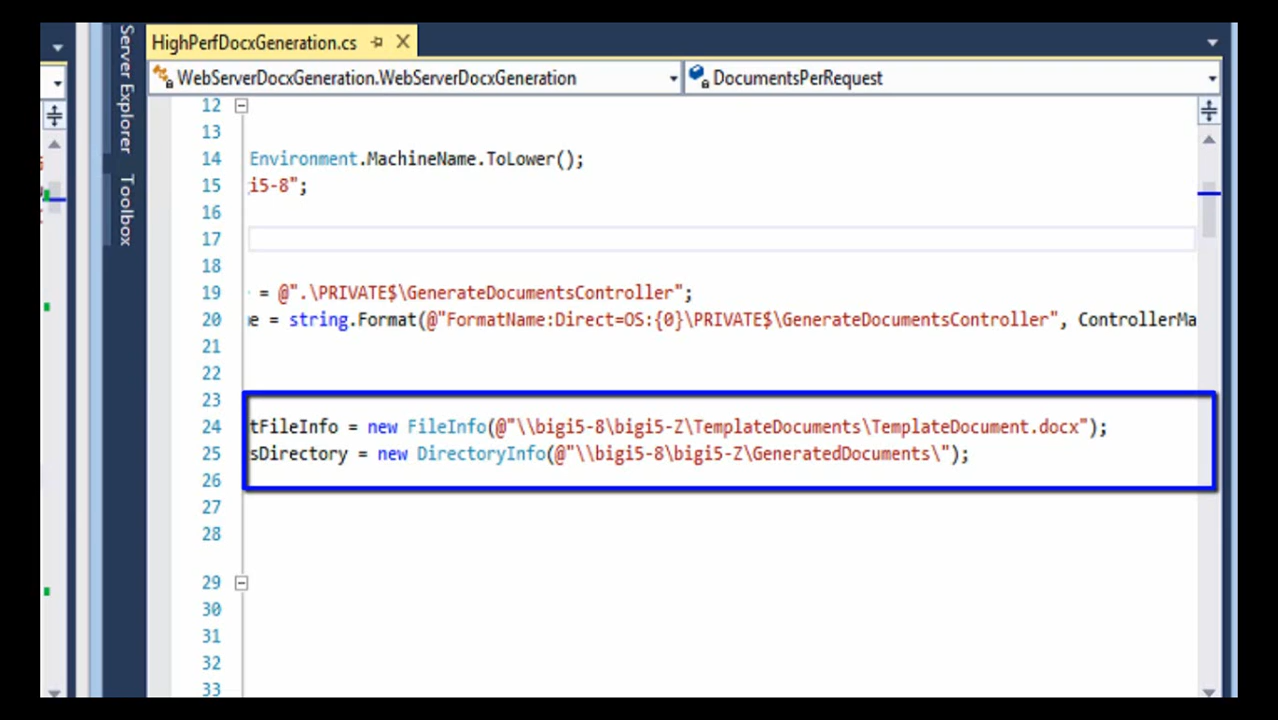 Server Explorer
Toolbox
HighPerfDocxGeneration.cs
WebServerDocxGeneration.WebServerDocxGeneration
DocumentsPerRequest
12
13
14 Environment.MachineName.ToLower();
15 gi5-8";
16
17
18
19 = @".\PRIVATE$\GenerateDocumentsController";
20 e = string.Format(@"FormatName:Direct=OS:{0}\PRIVATE$\GenerateDocumentsController", ControllerMa
21
22
23
24 tFileInfo = new FileInfo(@"\\bigi5-8\bigi5-Z\TemplateDocuments\TemplateDocument.docx");
25 sDirectory = new DirectoryInfo(@"\\bigi5-8\bigi5-Z\GeneratedDocuments\");
26
27
28
29
30
31
32
33